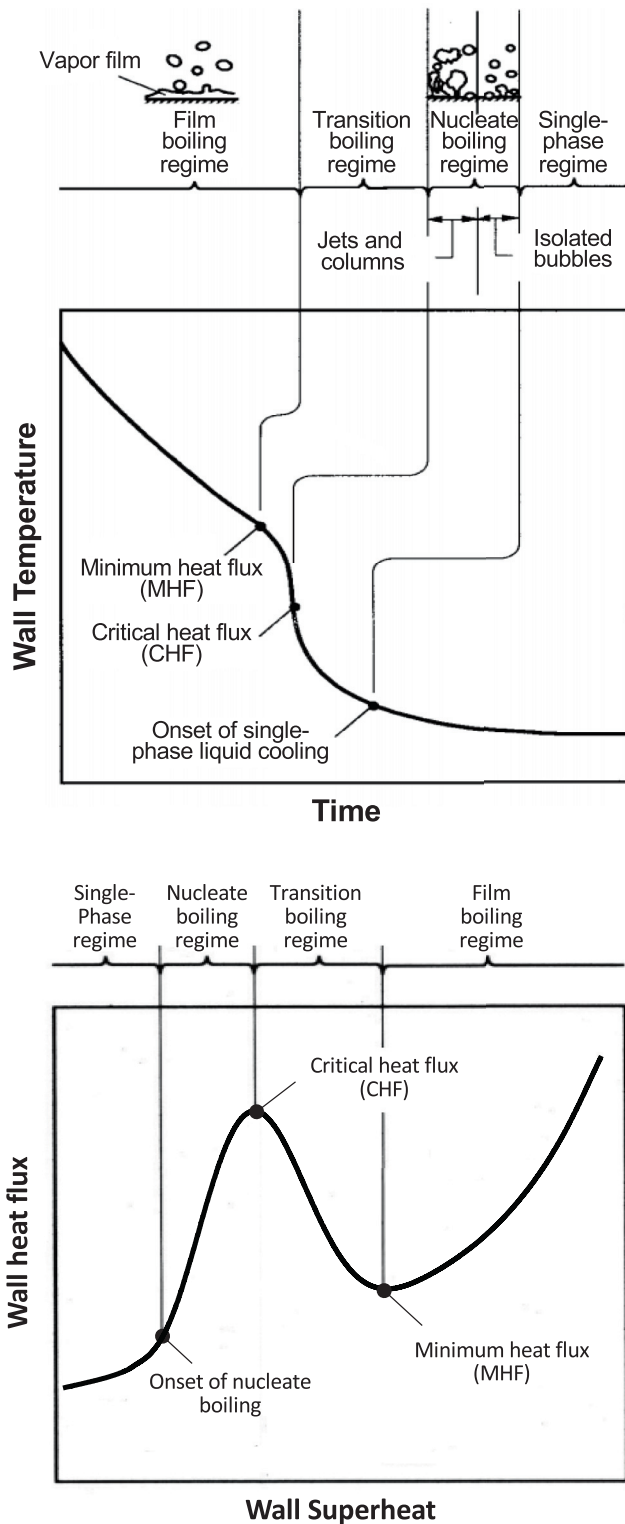 Vapor film
Film
boiling
regime
Transition
boiling
regime
Nucleate
boiling
regime
Single-
phase
regime
Jets and
columns
Isolated
bubbles
Wall Temperature
Minimum heat flux
(MHF)
Critical heat flux
(CHF)
Onset of single-
phase liquid cooling
Time
Single-
Phase
regime
Nucleate
boiling
regime
Transition
boiling
regime
Film
boiling
regime
Critical heat flux
(CHF)
Wall heat flux
Minimum heat flux
(MHF)
Onset of nucleate
boiling
Wall Superheat